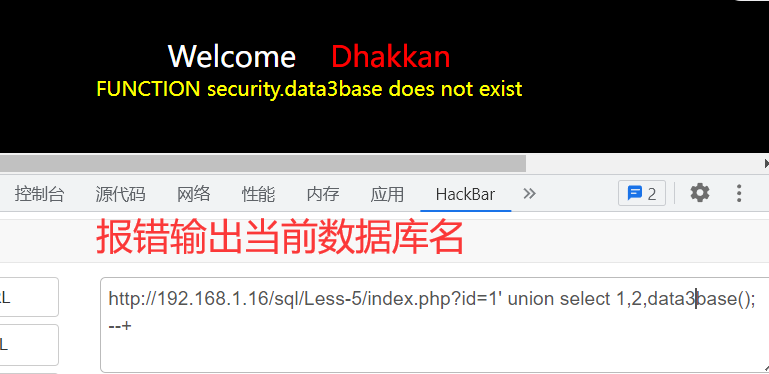 Welcome Dhakkan
FUNCTION security.data3base does not exist
控制台 源代码 网络 性能 内存 应用 HackBar » 2
报错输出当前数据库名
L
http://192.168.1.16/sql/Less-5/index.php?id=1' union select 1,2,data3base();
--+
L